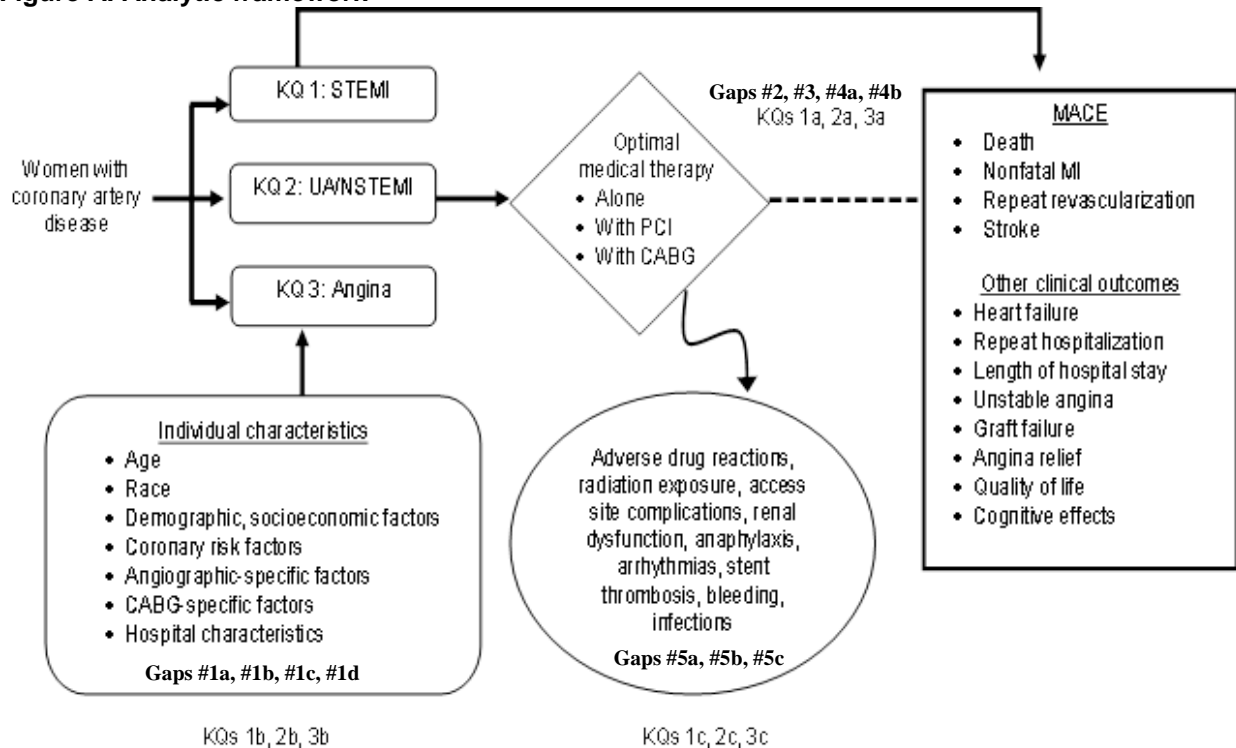 Figure A. Analytic framework
KQ 1: STEMI
Women with
coronary artery
disease
KQ 2: UA/NSTEMI
KQ 3: Angina
Optimal
medical therapy
• Alone
• With PCI
• With CABG
Gaps #2, #3, #4a, #4b
KQs 1a, 2a, 3a
MACE
• Death
• Nonfatal MI
• Repeat revascularization
• Stroke
Other clinical outcomes
• Heart failure
• Repeat hospitalization
• Length of hospital stay
• Unstable angina
• Graft failure
• Angina relief
• Quality of life
• Cognitive effects
Individual characteristics
• Age
• Race
• Demographic, socioeconomic factors
• Coronary risk factors
• Angiographic-specific factors
• CABG-specific factors
• Hospital characteristics
Gaps #1a, #1b, #1c, #1d
KQs 1b, 2b, 3b
Adverse drug reactions,
radiation exposure, access
site complications, renal
dysfunction, anaphylaxis,
arrhythmias, stent
thrombosis, bleeding,
infections
Gaps #5a, #5b, #5c
KQs 1c, 2c, 3c